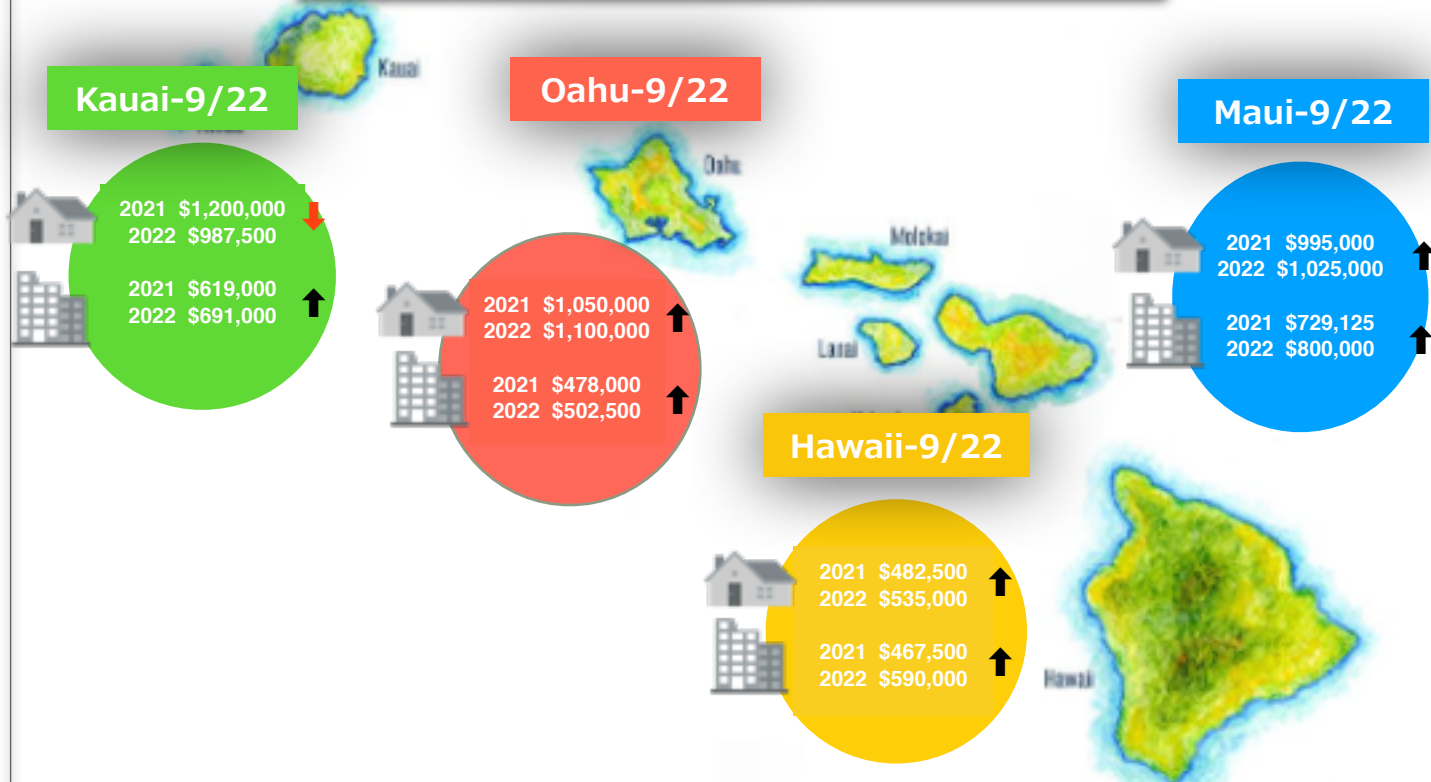 Kauai
Kauai-9/22
2021 $1,200,000
2022 $987,500
2021 $619,000
2022 $691,000
Oahu-9/22
Oahu
2021 $1,050,000
2022 $1,100,000
2021 $478,000
2022 $502,500
Maui-9/22
2021 $995,000
2022 $1,025,000
2021 $729,125
2022 $800,000
Molokai
Lanai
Hawaii-9/22
2021 $482,500
2022 $535,000
2021 $467,500
2022 $590,000
Hawaii